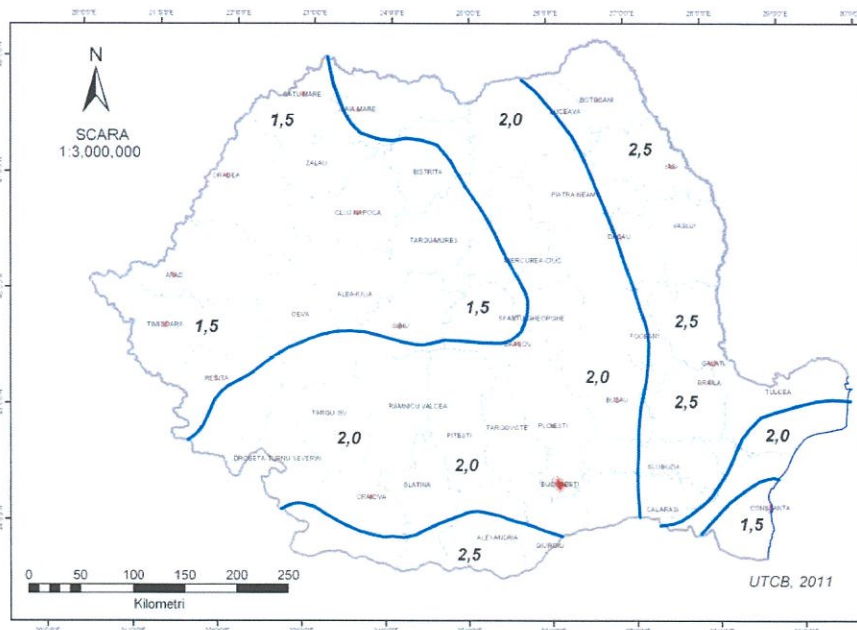 N
SCARA
1:3,000,000
SATU MARE
BAIA MARE
1,5
2,0
SUCEAVA
BOTOSANI
2,5
IASI
ZALAU
ORADEA
BISTRITA
PIATRA NEAMT
CLUJ NAPOCA
VASLUI
TARGU-MURES
BACAU
MIERCUREA-CIUC
ARAD
ALBA-IULIA
DEVA
1,5
SFANTU GHEORGHE
TIMISOARA
1,5
SIBIU
2,5
FOCSANI
BRASOV
GALATI
RESITA
2,0
BRAILA
TULCEA
2,5
BUZAU
TARGU-JIU
RAMNICU VALCEA
TARGOVISTE
PLOIESTI
2,0
PITESTI
2,0
DROBETA-TURNU SEVERIN
2,0
SLOBOZIA
SLATINA
BUCURESTI
CRAIOVA
CALARASI
CONSTANTA
1,5
ALEXANDRIA
GIURGIU
2,5
0 50 100 150 200 250
Kilometri
UTCB, 2011